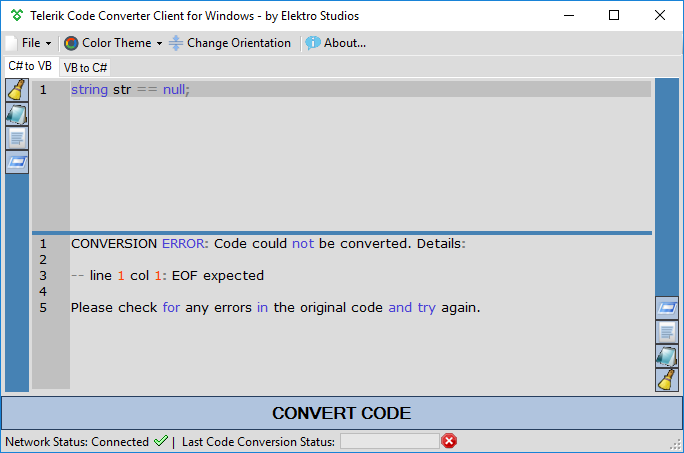 Telerik Code Converter Client for Windows - by Elektro Studios
File Color Theme Change Orientation About...
C# to VB VB to C#
1 string str == null;
1 CONVERSION ERROR: Code could not be converted. Details:
2
3 -- line 1 col 1: EOF expected
4
5 Please check for any errors in the original code and try again.
CONVERT CODE
Network Status: Connected | Last Code Conversion Status: